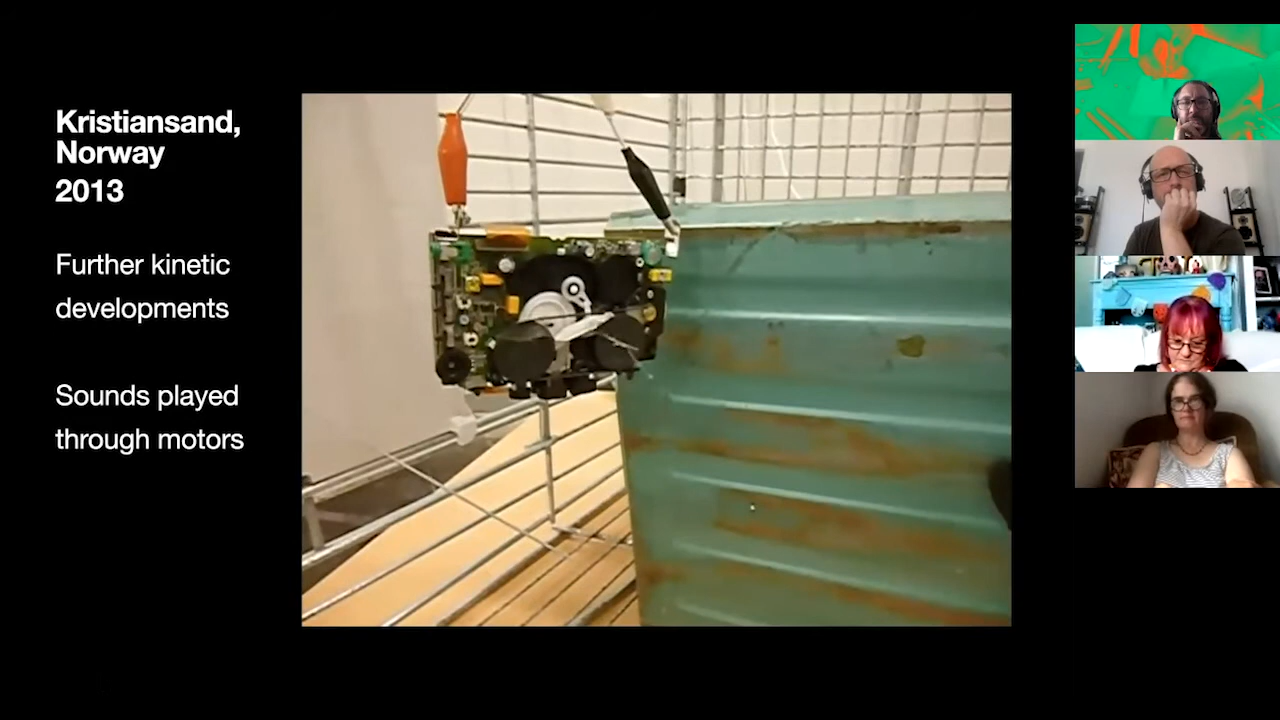 Kristiansand,
Norway
2013
Further kinetic
developments
Sounds played
through motors